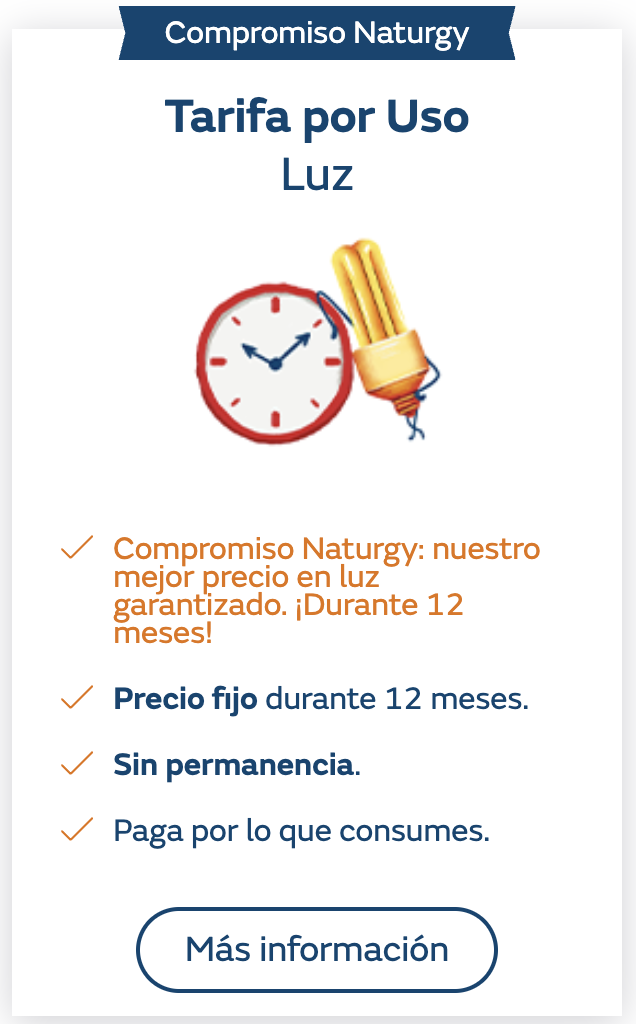 Compromiso Naturgy
Tarifa por Uso
Luz
Compromiso Naturgy: nuestro
mejor precio en luz
garantizado. ¡Durante 12
meses!
Precio fijo durante 12 meses.
Sin permanencia.
Paga por lo que consumes.
Más información